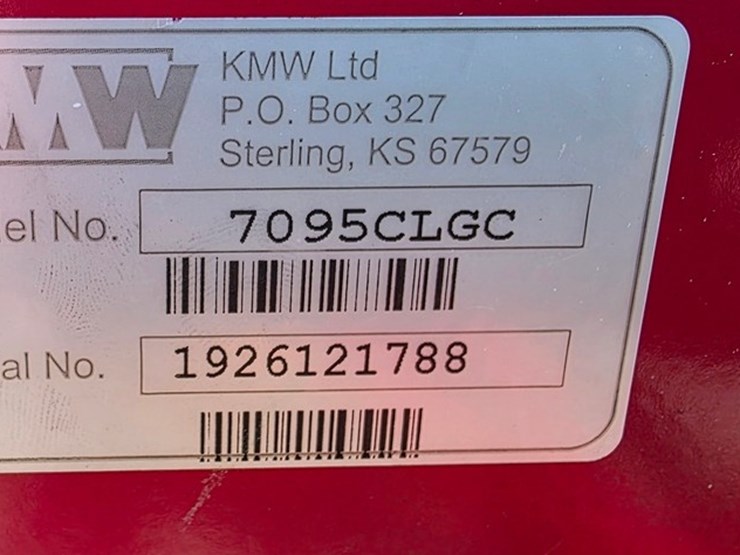 MW
KMW Ltd
P.O. Box 327
Sterling, KS 67579
el No. 7095CLGC
al No. 1926121788